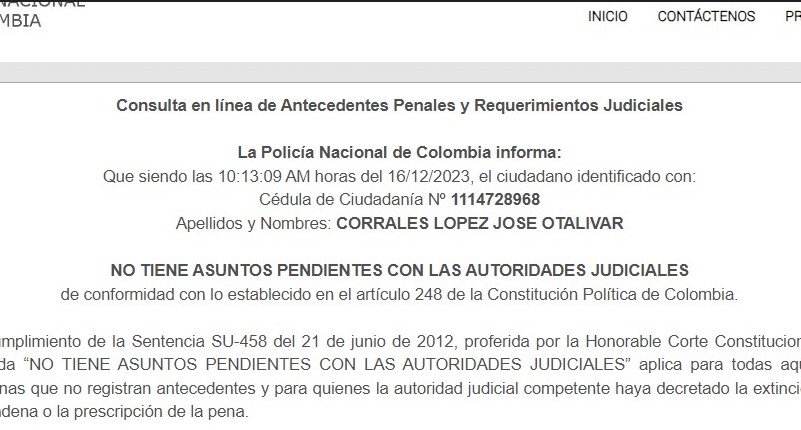 NACIONAL
MBIA
INICIO CONTÁCTENOS PR
Consulta en línea de Antecedentes Penales y Requerimientos Judiciales
La Policía Nacional de Colombia informa:
Que siendo las 10:13:09 AM horas del 16/12/2023, el ciudadano identificado con:
Cédula de Ciudadanía Nº 1114728968
Apellidos y Nombres: CORRALES LOPEZ JOSE OTALIVAR
NO TIENE ASUNTOS PENDIENTES CON LAS AUTORIDADES JUDICIALES
de conformidad con lo establecido en el artículo 248 de la Constitución Política de Colombia.
umplimiento de la Sentencia SU-458 del 21 de junio de 2012, proferida por la Honorable Corte Constitucion
da “NO TIENE ASUNTOS PENDIENTES CON LAS AUTORIDADES JUDICIALES” aplica para todas aqu
nas que no registran antecedentes y para quienes la autoridad judicial competente haya decretado la extinció
ndena o la prescripción de la pena.